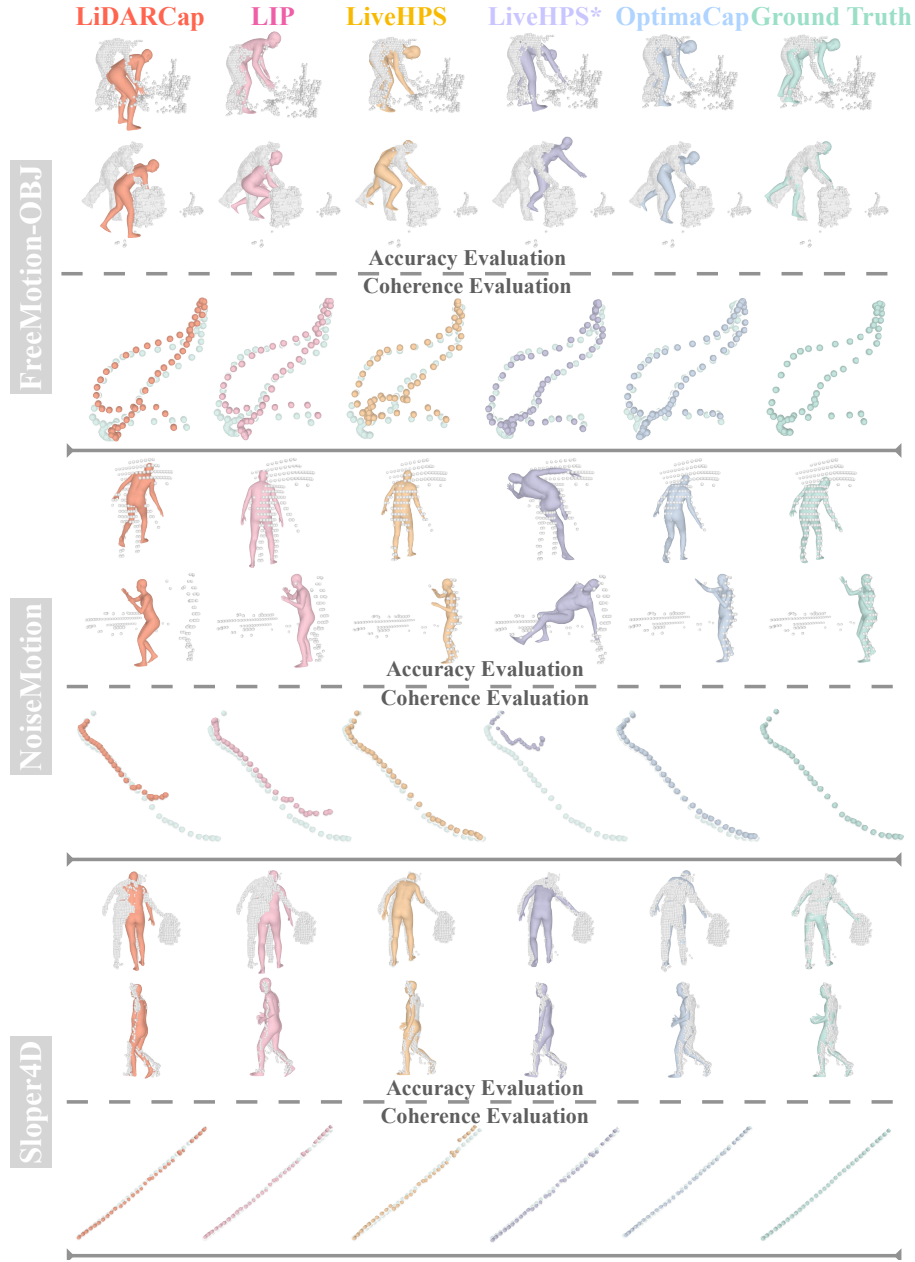 LiDARCap LIP LiveHPS LiveHPS* OptimaCap Ground Truth
FreeMotion-OBJ
Accuracy Evaluation
Coherence Evaluation
NoiseMotion
Accuracy Evaluation
Coherence Evaluation
Sloper4D
Accuracy Evaluation
Coherence Evaluation